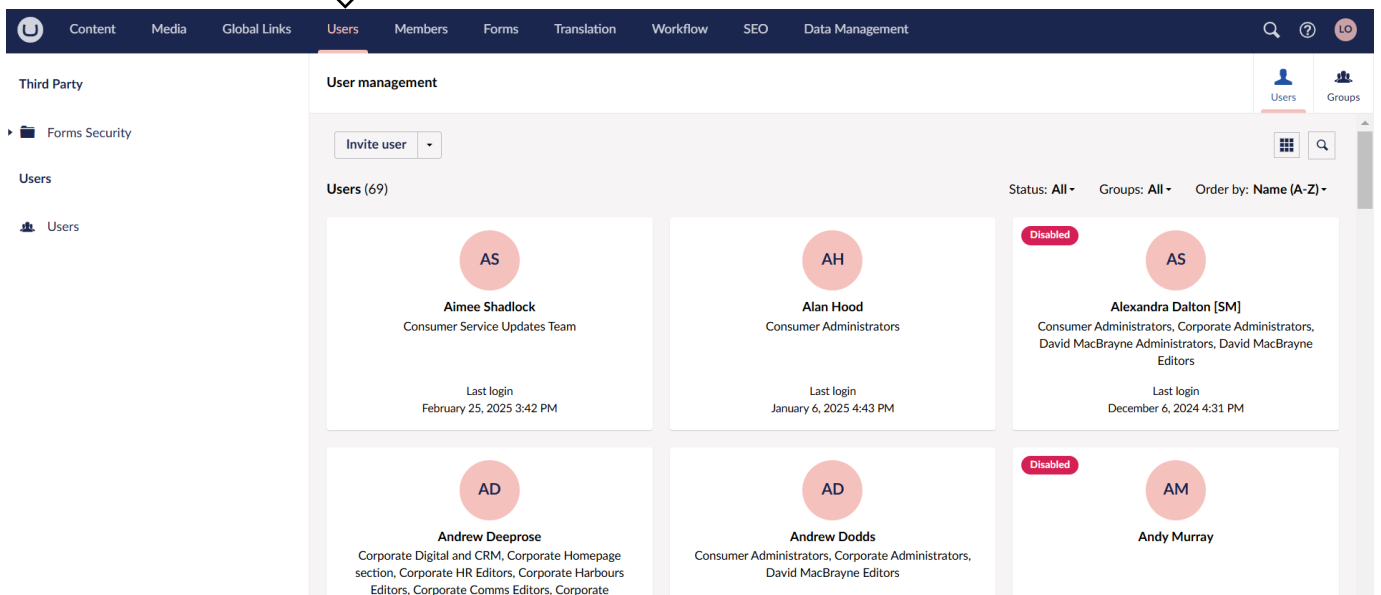 Content Media Global Links Users Members Forms Translation Workflow SEO Data Management LO
Third Party
User management
Users Groups
Forms Security
Invite user
Users
Users (69)
Status: All Groups: All Order by: Name (A-Z)
Users
AS
Aimee Shadlock
Consumer Service Updates Team
Last login
February 25, 2025 3:42 PM
AH
Alan Hood
Consumer Administrators
Last login
January 6, 2025 4:43 PM
Disabled
AS
Alexandra Dalton [SM]
Consumer Administrators, Corporate Administrators,
David MacBrayne Administrators, David MacBrayne
Editors
Last login
December 6, 2024 4:31 PM
AD
Andrew Deeprose
Corporate Digital and CRM, Corporate Homepage
section, Corporate HR Editors, Corporate Harbours
Editors, Corporate Comms Editors, Corporate
AD
Andrew Dodds
Consumer Administrators, Corporate Administrators,
David MacBrayne Editors
Disabled
AM
Andy Murray